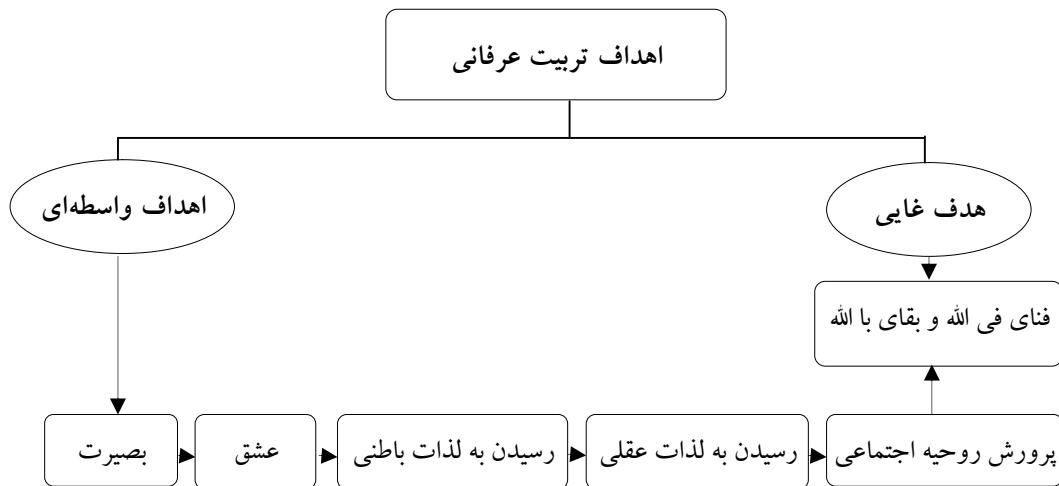 اهداف تربیت عرفانی
هدف غایی
اهداف واسطه‌ای
فنای فی الله و بقای با الله
بصیرت
عشق
رسیدن به لذات باطنی
رسیدن به لذات عقلی
پرورش روحیه اجتماعی